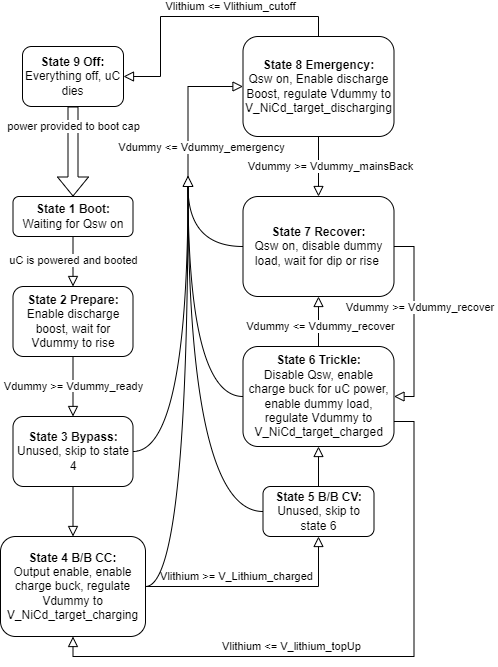 Vlithium <= Vlithium_cutoff
State 9 Off:
Everything off, uC
dies
State 8 Emergency:
Qsw on, Enable discharge
Boost, regulate Vdummy to
V_NiCd_target_discharging
power provided to boot cap
Vdummy <= Vdummy_emergency
Vdummy >= Vdummy_mainsBack
State 1 Boot:
Waiting for Qsw on
State 7 Recover:
Qsw on, disable dummy
load, wait for dip or rise
uC is powered and booted
State 2 Prepare:
Enable discharge
boost, wait for
Vdummy to rise
Vdummy >= Vdummy_recover
Vdummy <= Vdummy_recover
State 6 Trickle:
Disable Qsw, enable
charge buck for uC power,
enable dummy load,
regulate Vdummy to
V_NiCd_target_charged
Vdummy >= Vdummy_ready
State 3 Bypass:
Unused, skip to state
4
State 5 B/B CV:
Unused, skip to
state 6
State 4 B/B CC:
Output enable, enable
charge buck, regulate
Vdummy to
V_NiCd_target_charging
Vlithium >= V_Lithium_charged
Vlithium <= V_lithium_topUp